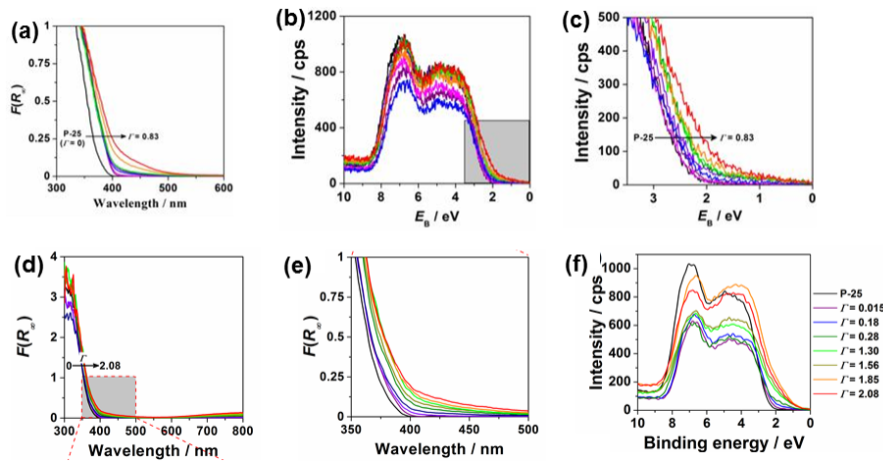 (a)
F(R∞)
1
0.75
0.5
0.25
0
P-25
(Γ= 0)
Γ= 0.83
300
400
500
600
Wavelength / nm
(b)
Intensity / cps
1200
800
400
0
10
8
6
4
2
0
E_B / eV
(c)
Intensity / cps
500
400
300
200
100
0
P-25
Γ= 0.83
3
2
1
0
E_B / eV
(d)
F(R∞)
4
3
2
1
0
Γ
0
2.08
300
400
500
600
700
800
Wavelength / nm
(e)
F(R∞)
1
0.75
0.5
0.25
0
350
400
450
500
Wavelength / nm
(f)
Intensity / cps
1000
800
600
400
200
0
10
8
6
4
2
0
Binding energy / eV
P-25
Γ = 0.015
Γ = 0.18
Γ = 0.28
Γ = 1.30
Γ = 1.56
Γ = 1.85
Γ = 2.08